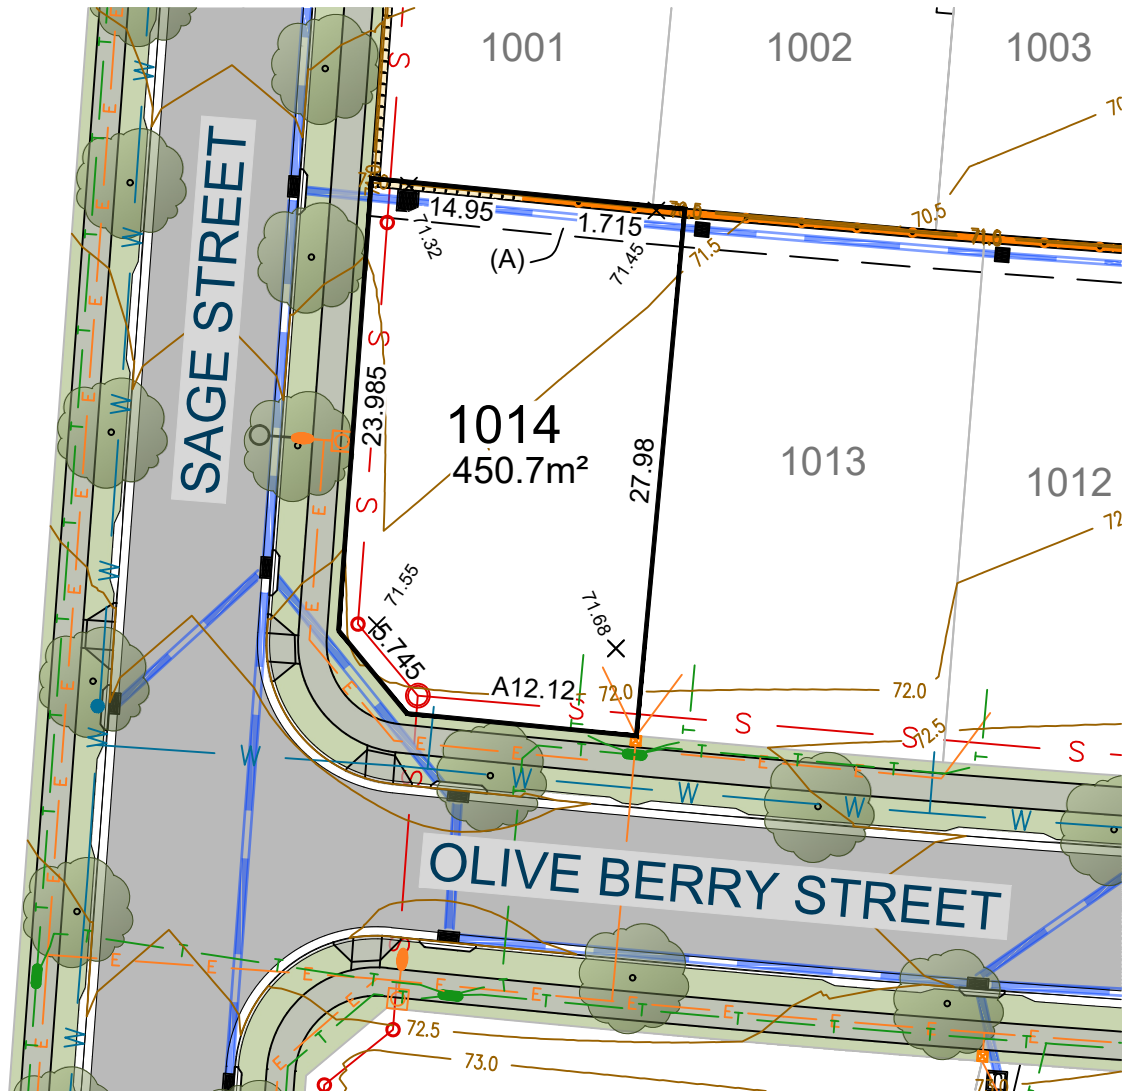 1001
1002
1003
70.5
14.95
1.715
71.32
(A)
71.45
71.5
SAGE STREET
S
S
S
23.985
1014
450.7m²
27.98
1013
1012
71.55
71.68
5.745
A12.12
72.0
72.0
72.5
S
S
S
S
W
W
W
W
W
W
W
W
W
OLIVE BERRY STREET
72.5
73.0